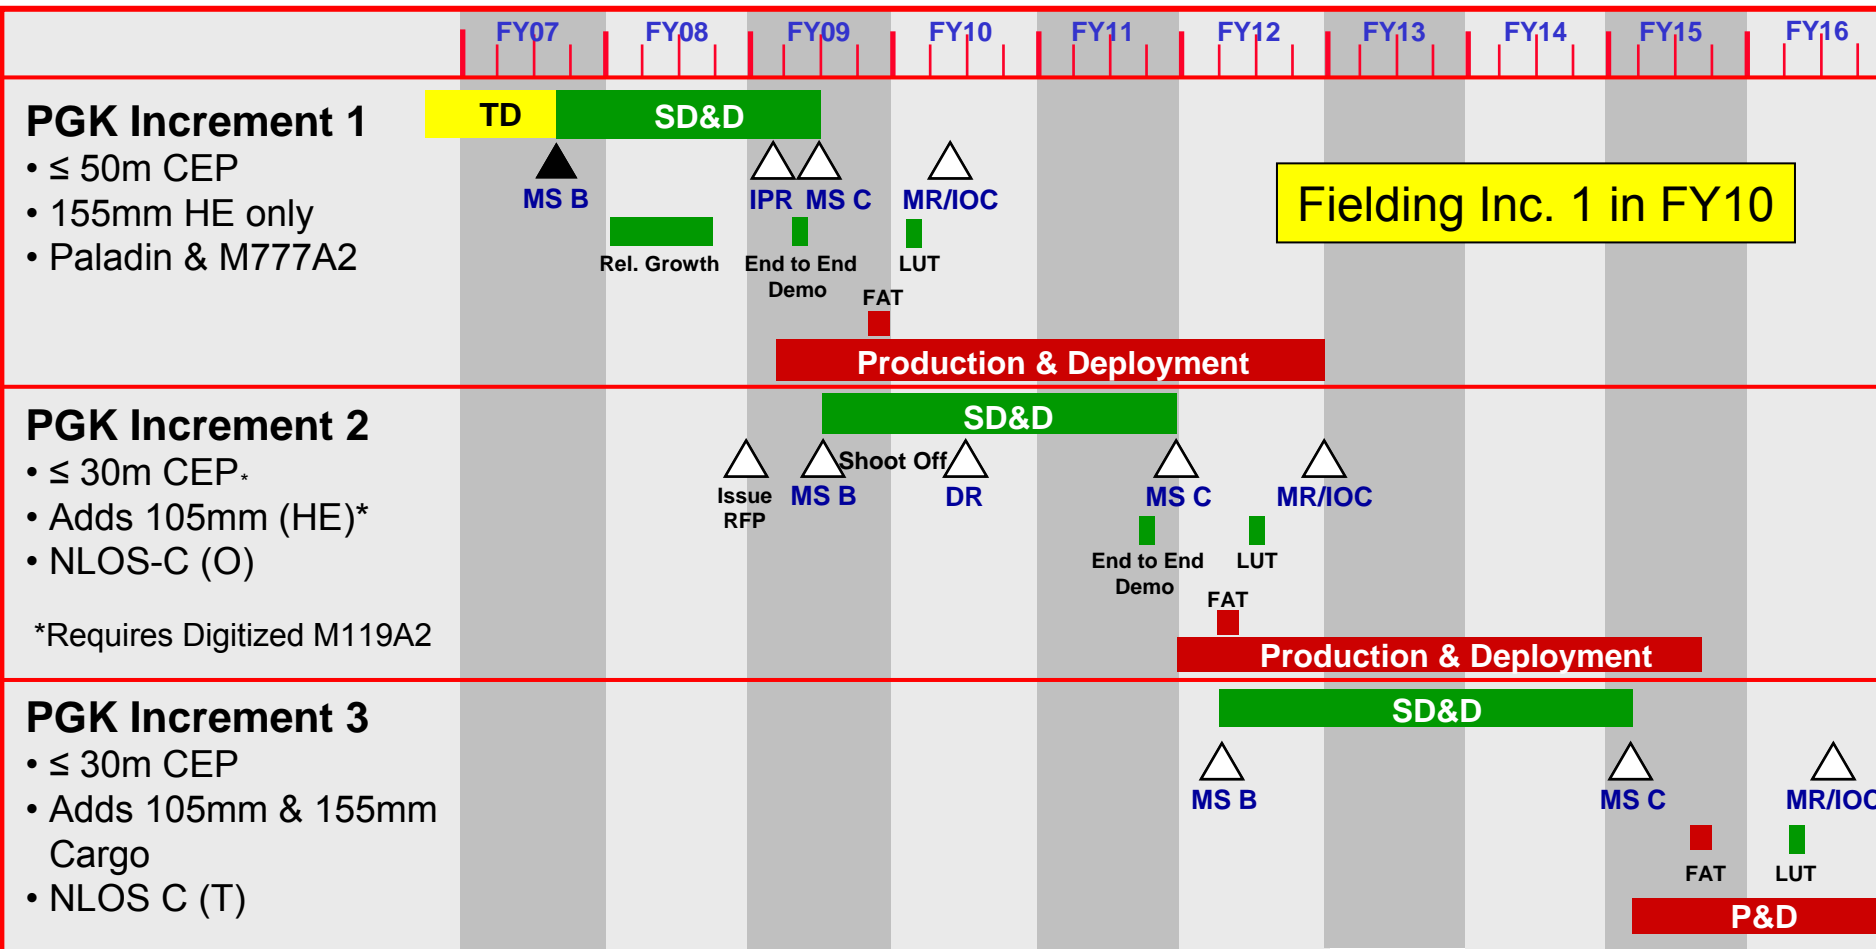 FY07 FY08 FY09 FY10 FY11 FY12 FY13 FY14 FY15 FY16
PGK Increment 1
• ≤ 50m CEP
• 155mm HE only
• Paladin & M777A2
TD SD&D
MS B IPR MS C MR/IOC
Fielding Inc. 1 in FY10
Rel. Growth End to End LUT
Demo
FAT
Production & Deployment
PGK Increment 2
• ≤ 30m CEP*
• Adds 105mm (HE)*
• NLOS-C (O)
*Requires Digitized M119A2
SD&D
Shoot Off
Issue MS B DR MS C MR/IOC
RFP
End to End LUT
Demo
FAT
Production & Deployment
PGK Increment 3
• ≤ 30m CEP
• Adds 105mm & 155mm
Cargo
• NLOS C (T)
SD&D
MS B MS C MR/IOC
FAT LUT
P&D